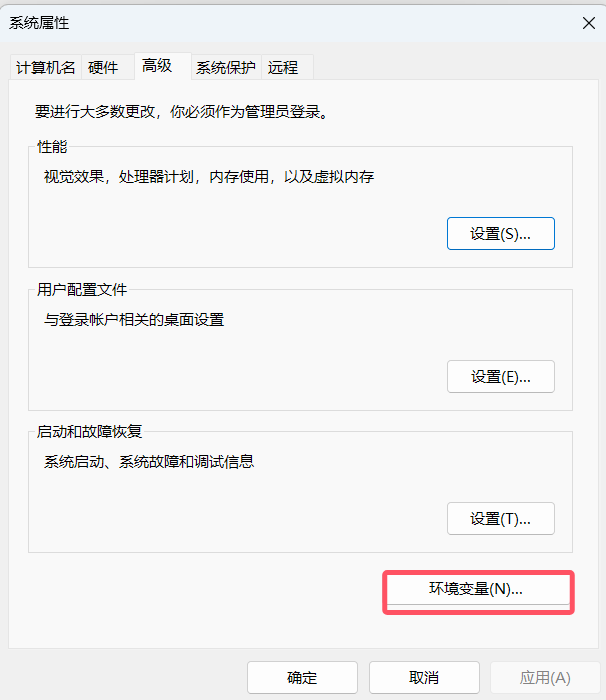 系统属性
计算机名 硬件 高级 系统保护 远程
要进行大多数更改，你必须作为管理员登录。
性能
视觉效果，处理器计划，内存使用，以及虚拟内存
设置(S)...
用户配置文件
与登录帐户相关的桌面设置
设置(E)...
启动和故障恢复
系统启动、系统故障和调试信息
设置(T)...
环境变量(N)...
确定 取消 应用(A)